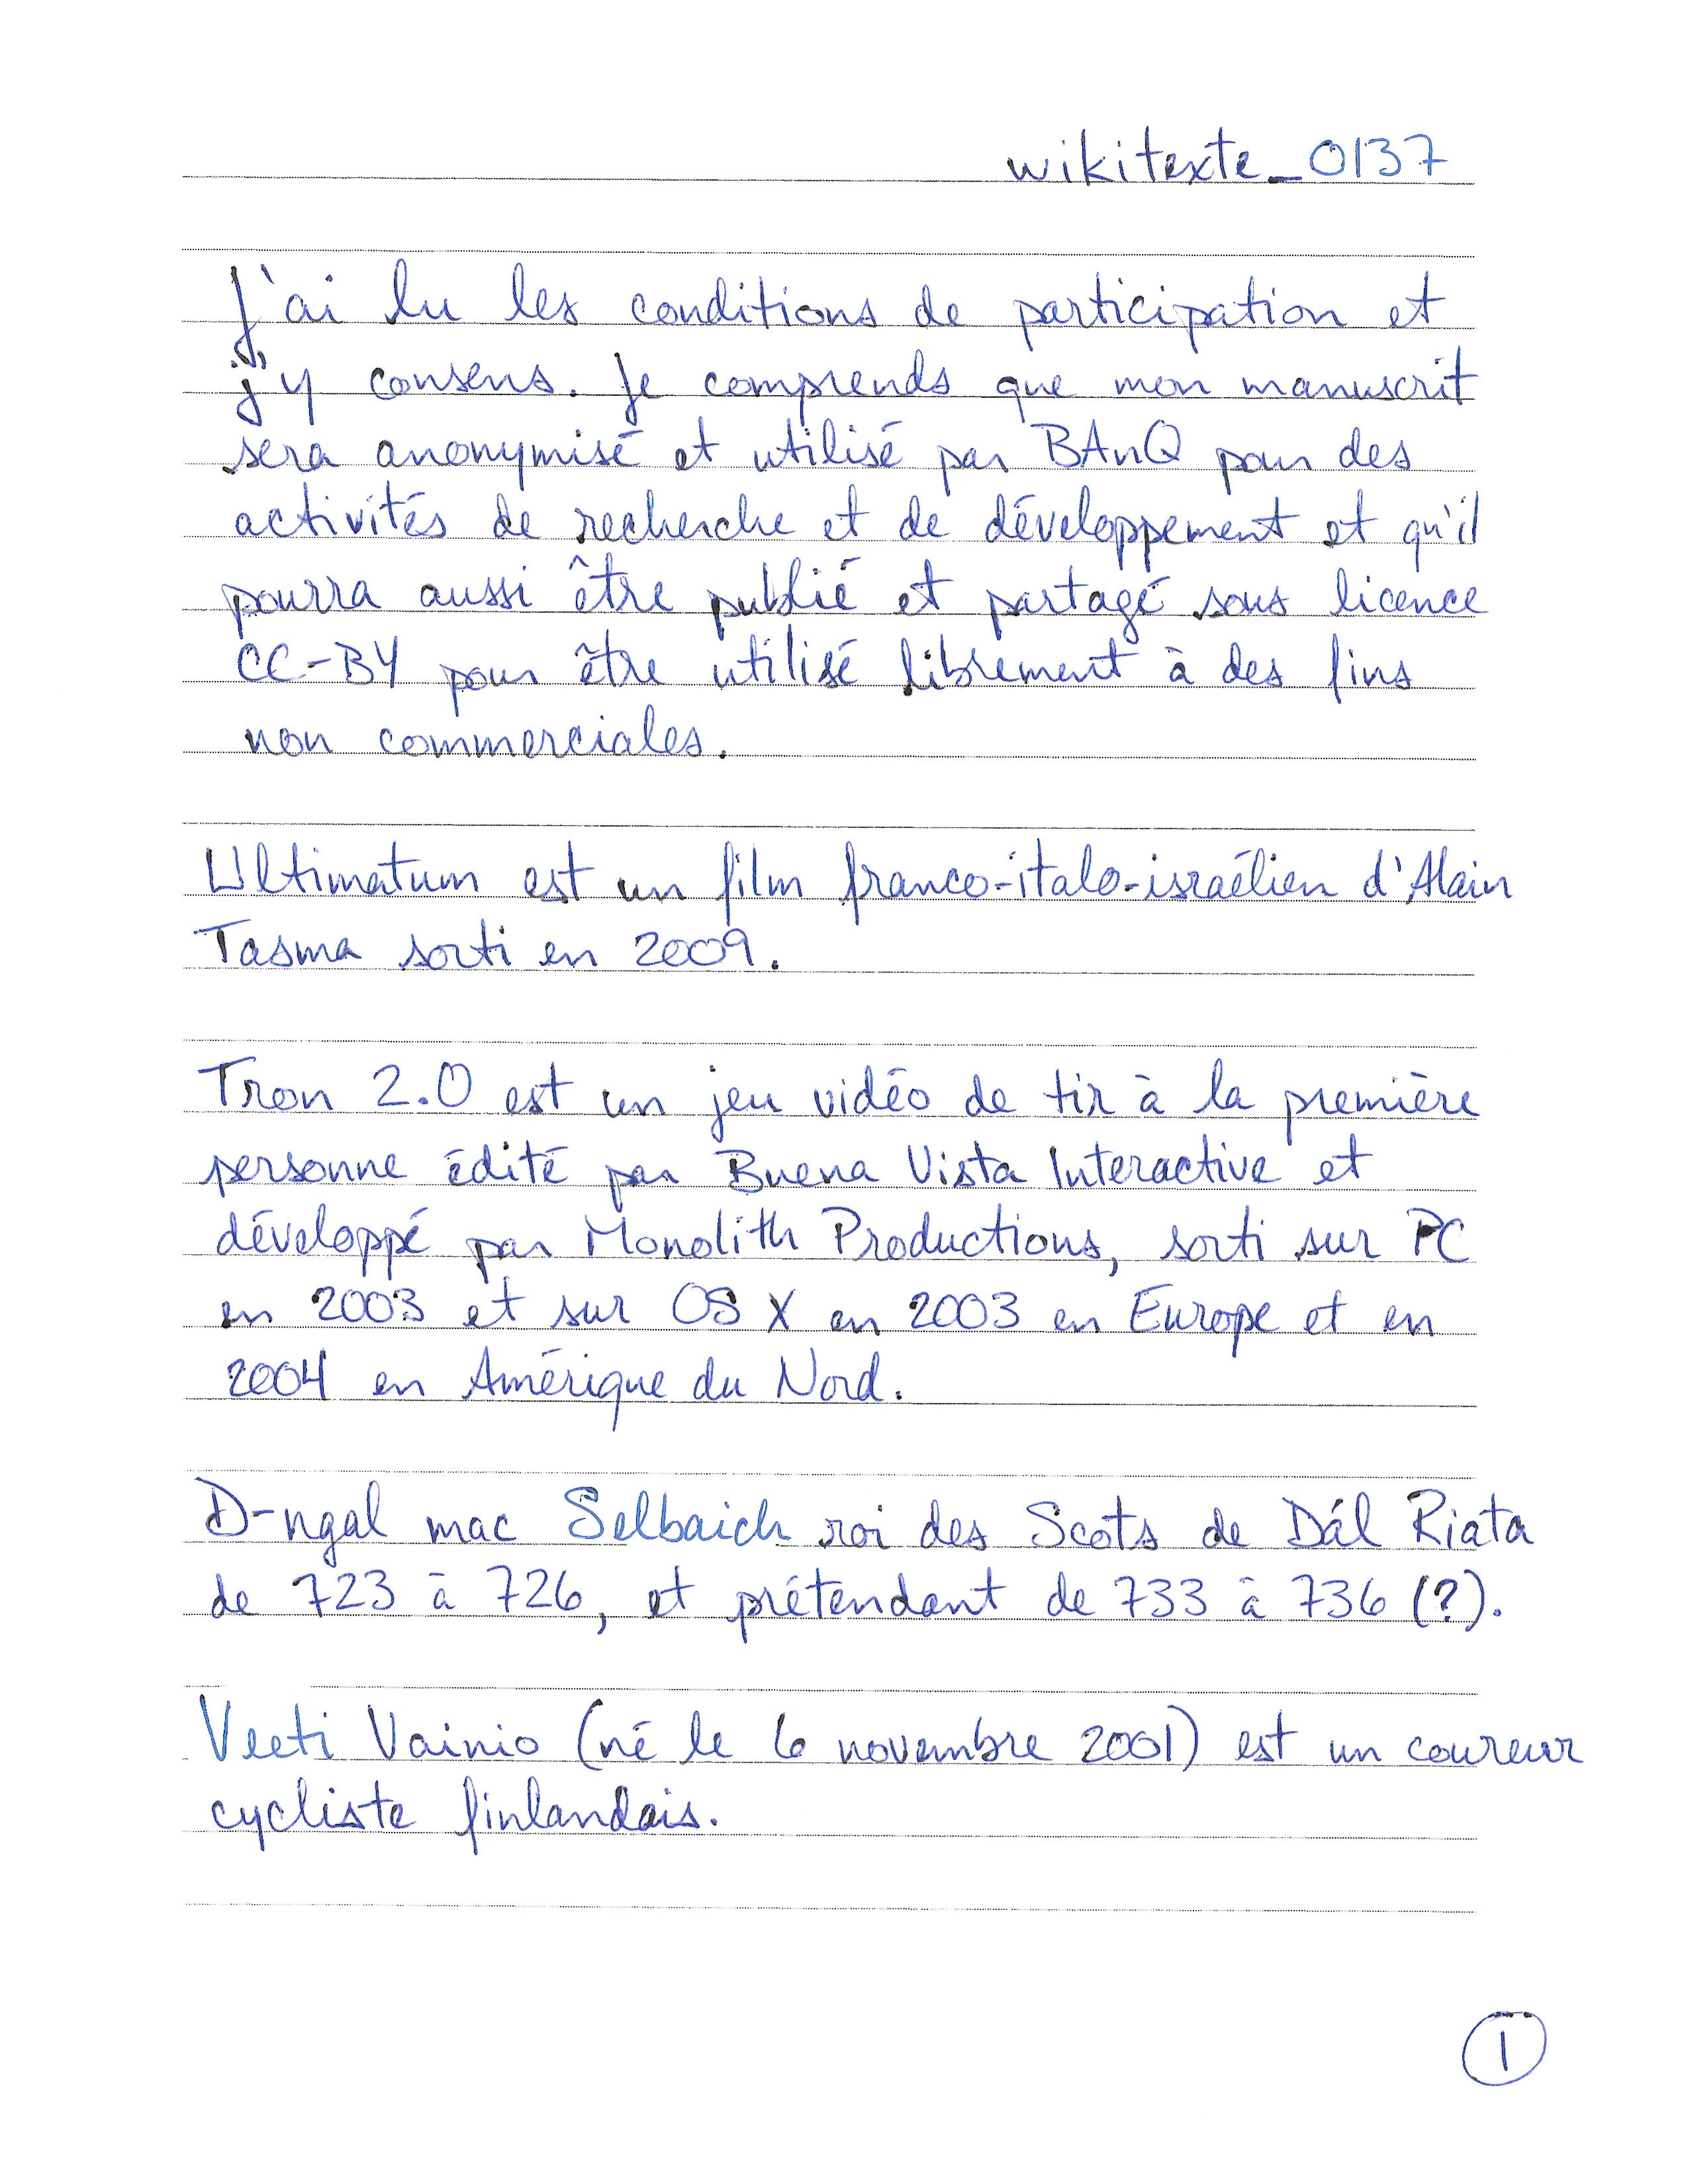 wikitexte_0137
J'ai lu les conditions de participation et
j'y consens. Je comprends que mon manuscrit
sera anonymisé et utilisé par BAnQ pour des
activités de recherche et de développement et qu'il
pourra aussi être publié et partagé sous licence
CC-BY pour être utilisé librement à des fins
non commerciales.
Ultimatum est un film franco-italo-israélien d'Alain
Tasma sorti en 2009.
Tron 2.0 est un jeu vidéo de tir à la première
personne édité par Buena Vista Interactive et
développé par Monolith Productions, sorti sur PC
en 2003 et sur OS X en 2003 en Europe et en
2004 en Amérique du Nord.
D-ngal mac Selbaich roi des Scots de Dál Riata
de 723 à 726, et prétendant de 733 à 736 (?).
Veeti Vainio (né le 6 novembre 2001) est un coureur
cycliste finlandais.
1